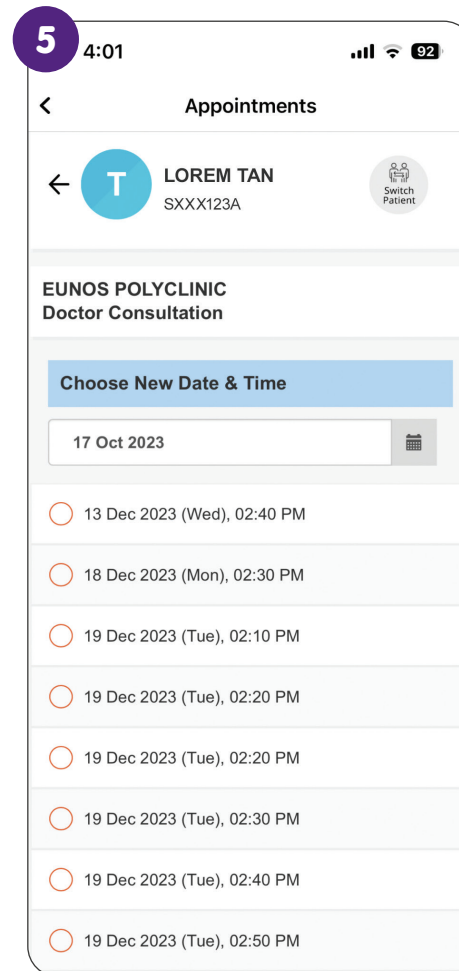 5
4:01
92
Appointments
T
LOREM TAN
SXXX123A
Switch
Patient
EUNOS POLYCLINIC
Doctor Consultation
Choose New Date & Time
17 Oct 2023
13 Dec 2023 (Wed), 02:40 PM
18 Dec 2023 (Mon), 02:30 PM
19 Dec 2023 (Tue), 02:10 PM
19 Dec 2023 (Tue), 02:20 PM
19 Dec 2023 (Tue), 02:20 PM
19 Dec 2023 (Tue), 02:30 PM
19 Dec 2023 (Tue), 02:40 PM
19 Dec 2023 (Tue), 02:50 PM